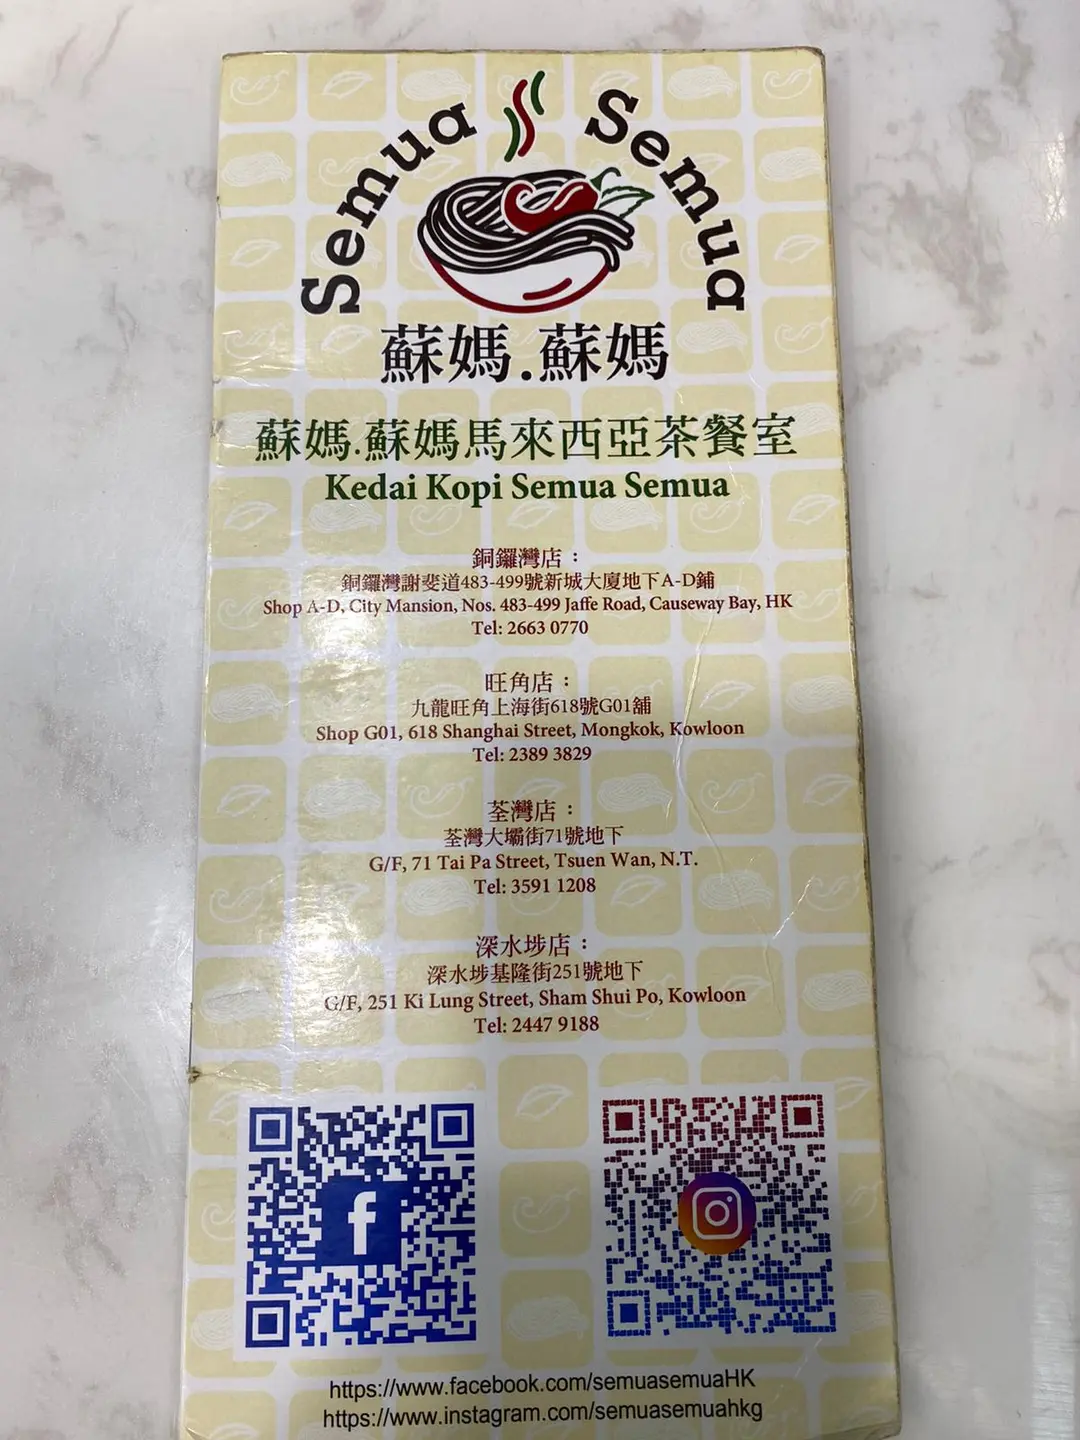 Semua Semua
蘇媽.蘇媽
蘇媽.蘇媽馬來西亞茶餐室
Kedai Kopi Semua Semua
銅鑼灣店：
銅鑼灣謝斐道483-499號新城大廈地下A-D鋪
Shop A-D, City Mansion, Nos. 483-499 Jaffe Road, Causeway Bay, HK
Tel: 2663 0770
旺角店：
九龍旺角上海街618號G01舖
Shop G01, 618 Shanghai Street, Mongkok, Kowloon
Tel: 2389 3829
荃灣店：
荃灣大壩街71號地下
G/F, 71 Tai Pa Street, Tsuen Wan, N.T.
Tel: 3591 1208
深水埗店：
深水埗基隆街251號地下
G/F, 251 Ki Lung Street, Sham Shui Po, Kowloon
Tel: 2447 9188
f
https://www.facebook.com/semuasemuaHK
https://www.instagram.com/semuasemuahkg